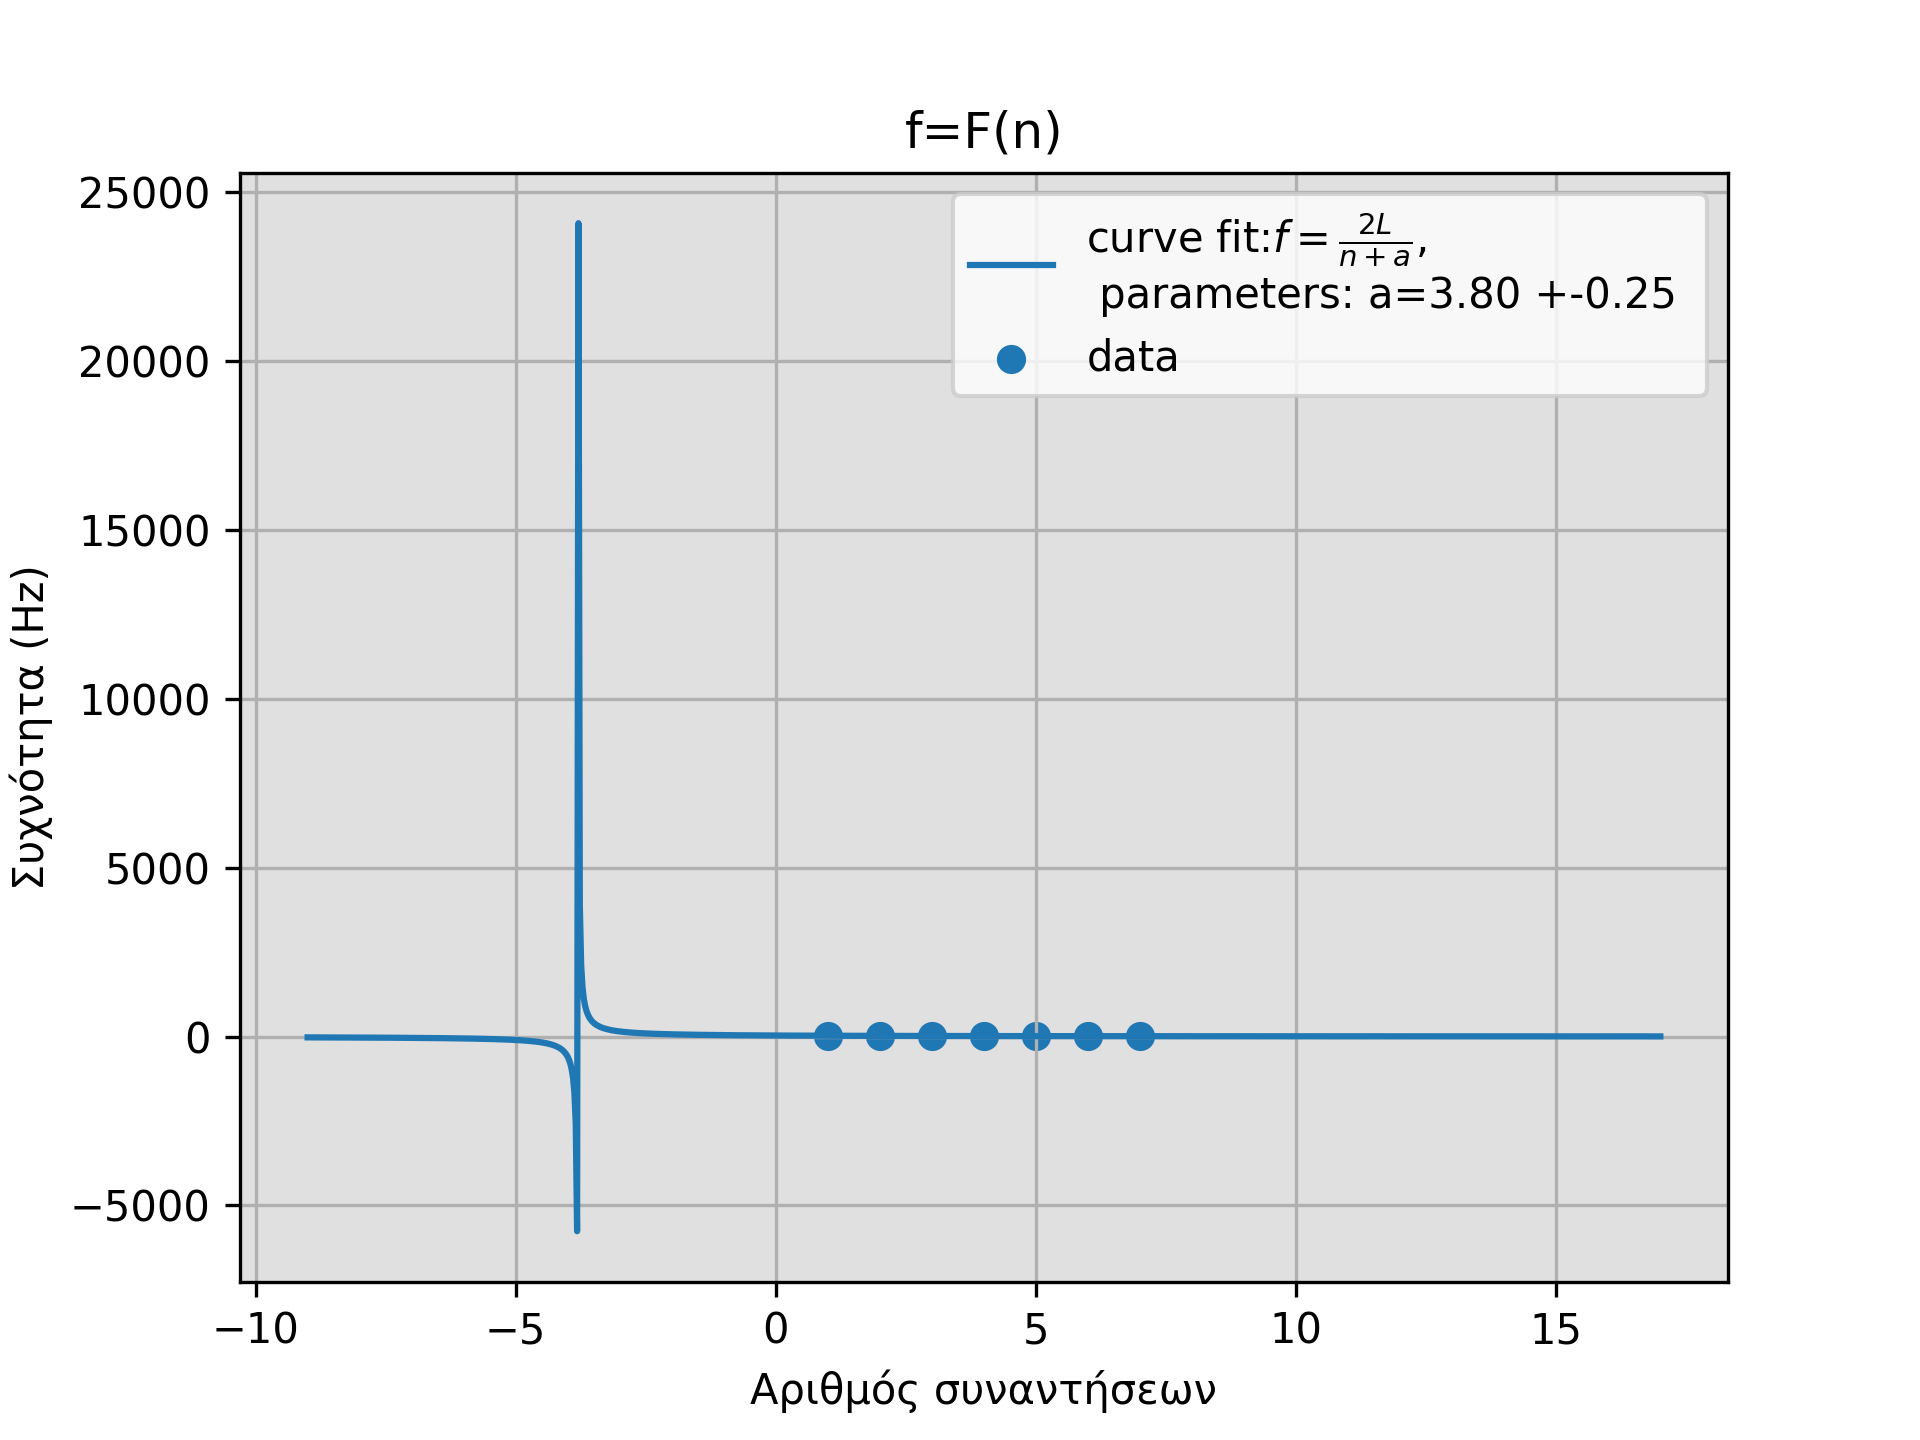 f=F(n)
25000
20000
15000
10000
5000
0
−5000
Συχνότητα (Hz)
curve fit:f = 2L/(n + a),
parameters: a=3.80 +-0.25
data
−10 −5 0 5 10 15
Αριθμός συναντήσεων